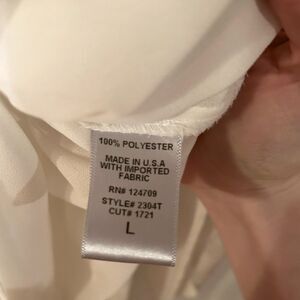 100% POLYESTER
MADE IN U.S.A
WITH IMPORTED
FABRIC
RN# 124709
STYLE# 2304T
CUT# 1721
L